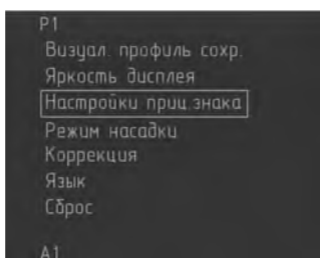 P1
Визуал. профиль сохр.
Яркость дисплея
Настройки приц.знака
Режим насадки
Коррекция
Язык
Сброс
A1